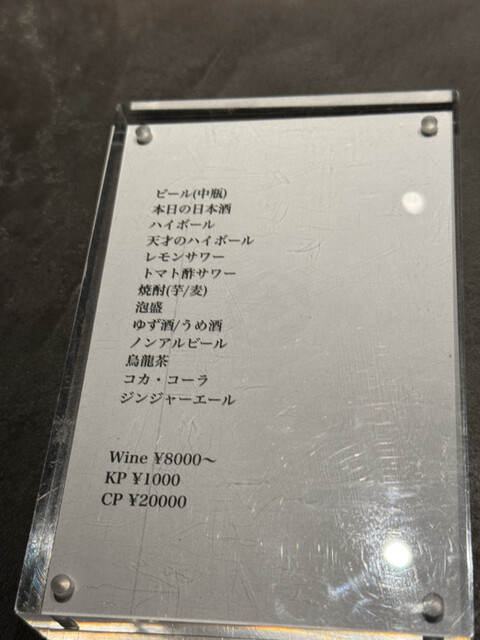 ビール(中瓶)
本日の日本酒
ハイボール
天才のハイボール
レモンサワー
トマト酢サワー
焼酎(芋/麦)
泡盛
ゆず酒/うめ酒
ノンアルビール
烏龍茶
コカ・コーラ
ジンジャーエール
Wine ¥8000～
KP ¥1000
CP ¥20000